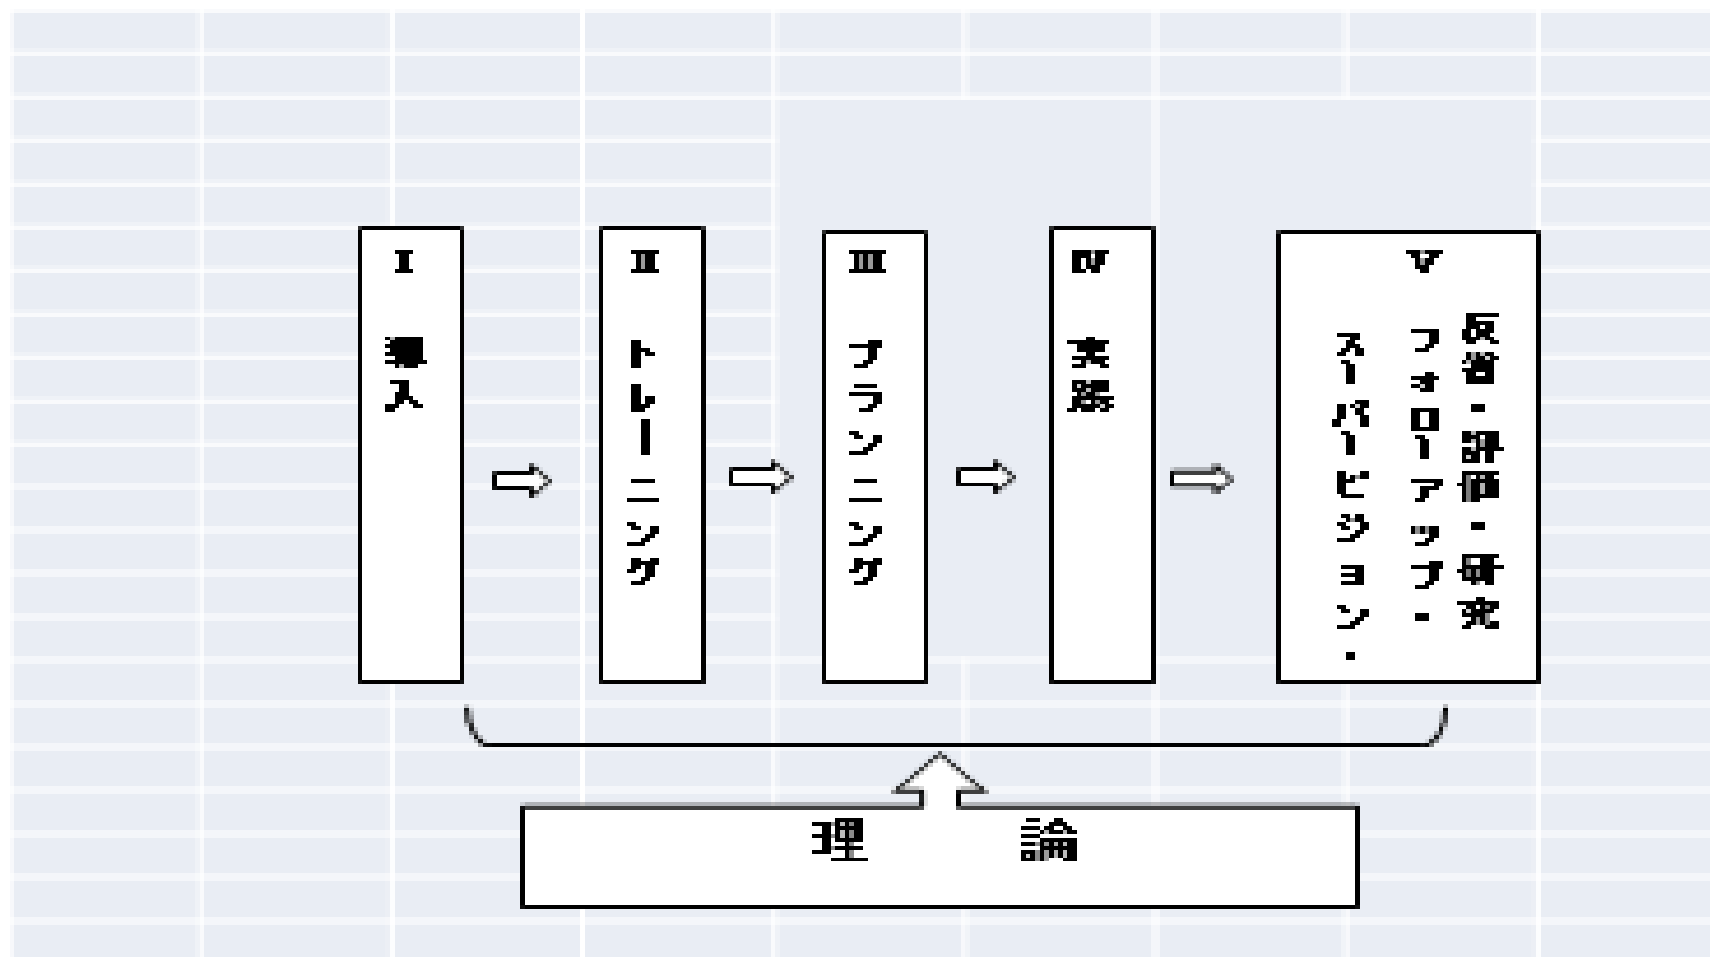 Ⅰ 導入
Ⅱ トレーニング
Ⅲ プランニング
Ⅳ 実践
Ⅴ
スーパービジョン・
フォローアップ・
反省・評価・研究
理 論